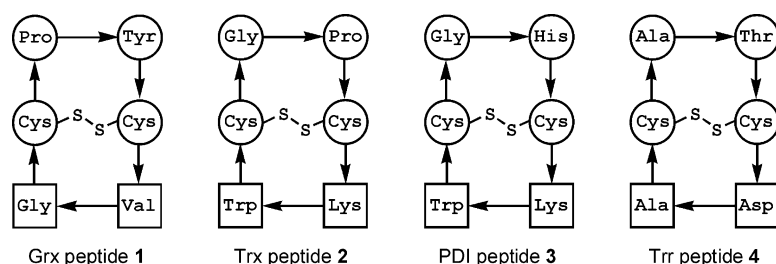 Pro Tyr Gly Pro Gly His Ala Thr
Cys S S Cys Cys S S Cys Cys S S Cys Cys S S Cys
Gly Val Trp Lys Trp Lys Ala Asp
Grx peptide 1 Trx peptide 2 PDI peptide 3 Trr peptide 4